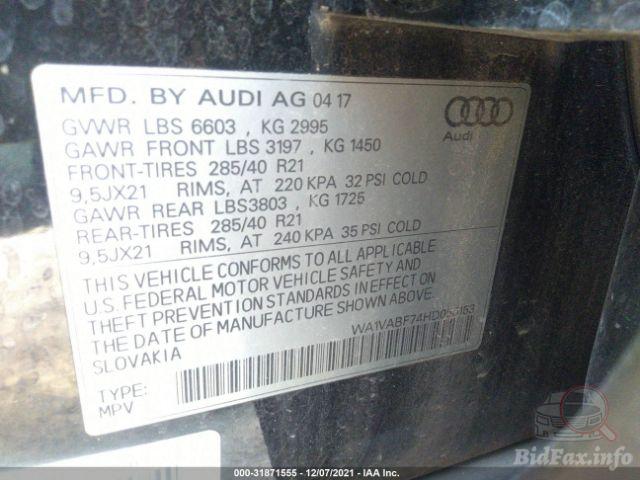 MFD. BY AUDI AG 04 17
Audi
GVWR LBS 6603 , KG 2995
GAWR FRONT LBS 3197 , KG 1450
FRONT-TIRES 285/40 R21
9,5JX21 RIMS, AT 220 KPA 32 PSI COLD
GAWR REAR LBS3803 , KG 1725
REAR-TIRES 285/40 R21
9,5JX21 RIMS, AT 240 KPA 35 PSI COLD
THIS VEHICLE CONFORMS TO ALL APPLICABLE
U.S. FEDERAL MOTOR VEHICLE SAFETY AND
THEFT PREVENTION STANDARDS IN EFFECT ON
THE DATE OF MANUFACTURE SHOWN ABOVE.
SLOVAKIA
WA1VABF74HD053153
TYPE:
MPV
000-31871555 - 12/07/2021 - IAA Inc.
BidFax.info